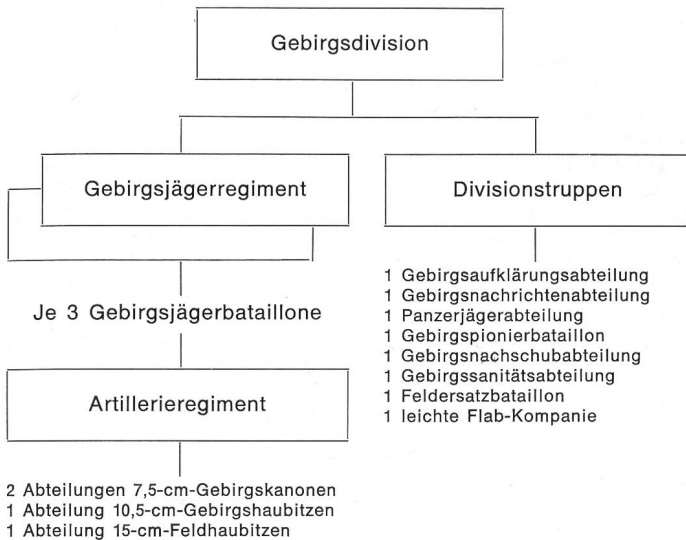 Gebirgsdivision
Gebirgsjägerregiment
Divisionstruppen
Je 3 Gebirgsjägerbataillone
Artillerieregiment
2 Abteilungen 7,5-cm-Gebirgskanonen
1 Abteilung 10,5-cm-Gebirgshaubitzen
1 Abteilung 15-cm-Feldhaubitzen
1 Gebirgsaufklärungsabteilung
1 Gebirgsnachrichtenabteilung
1 Panzerjägerabteilung
1 Gebirgspionierbataillon
1 Gebirgsnachschubabteilung
1 Gebirgssanitätsabteilung
1 Feldersatzbataillon
1 leichte Flab-Kompanie